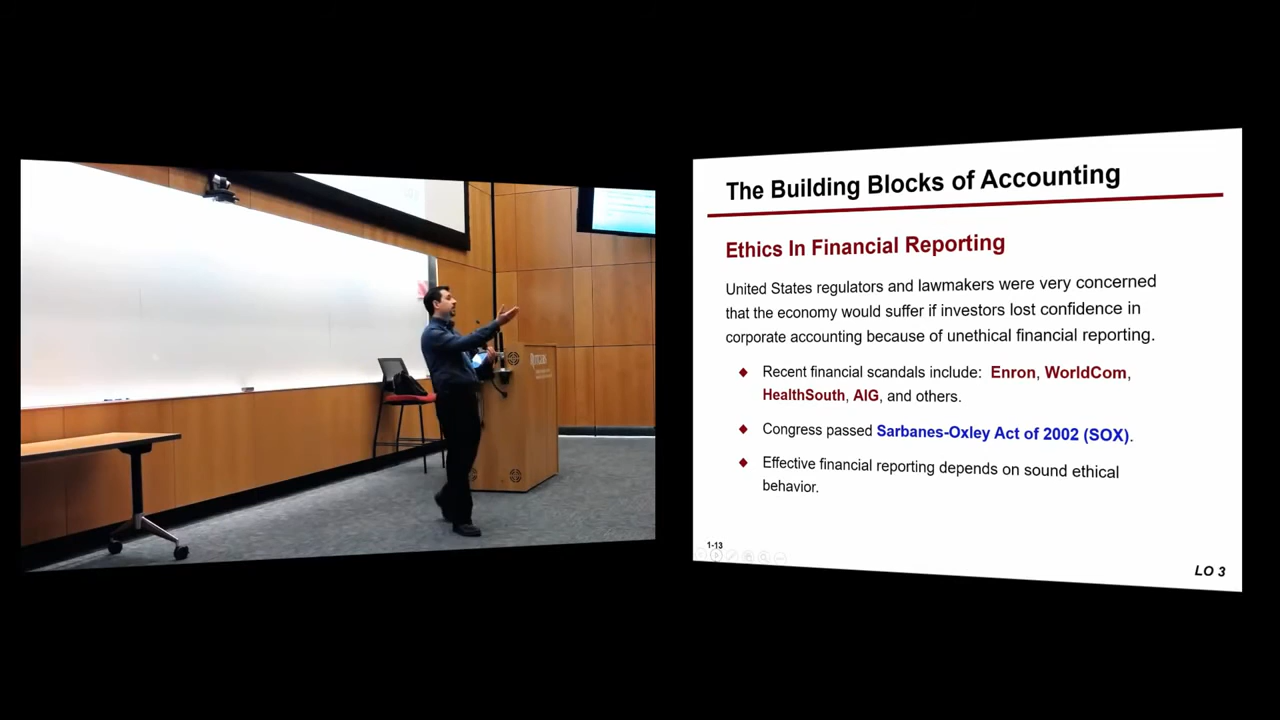 The Building Blocks of Accounting
Ethics In Financial Reporting
United States regulators and lawmakers were very concerned
that the economy would suffer if investors lost confidence in
corporate accounting because of unethical financial reporting.
Recent financial scandals include: Enron, WorldCom,
HealthSouth, AIG, and others.
Congress passed Sarbanes-Oxley Act of 2002 (SOX).
Effective financial reporting depends on sound ethical
behavior.
1-13
LO 3